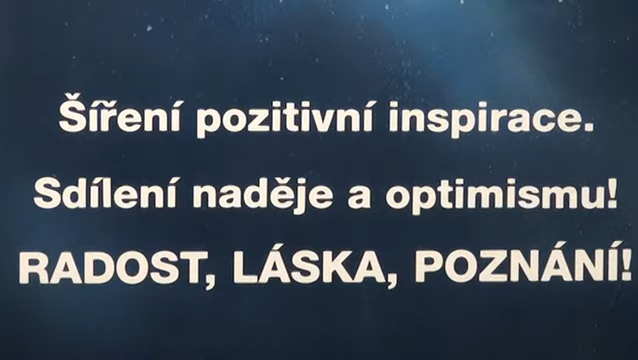 Šíření pozitivní inspirace.
Sdílení naděje a optimismu!
RADOST, LÁSKA, POZNÁNÍ!